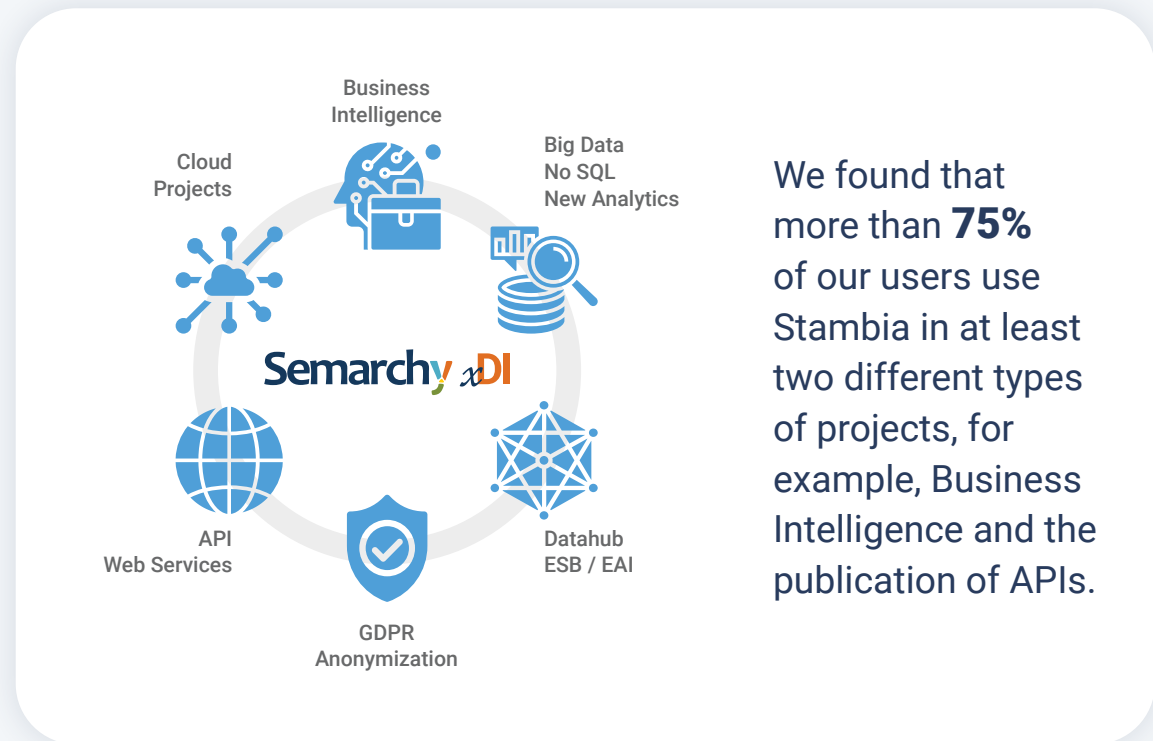 Business
Intelligence
Cloud
Projects
Big Data
No SQL
New Analytics
Semarchy xDI
API
Web Services
Datahub
ESB / EAI
GDPR
Anonymization
We found that
more than 75%
of our users use
Stambia in at least
two different types
of projects, for
example, Business
Intelligence and the
publication of APIs.